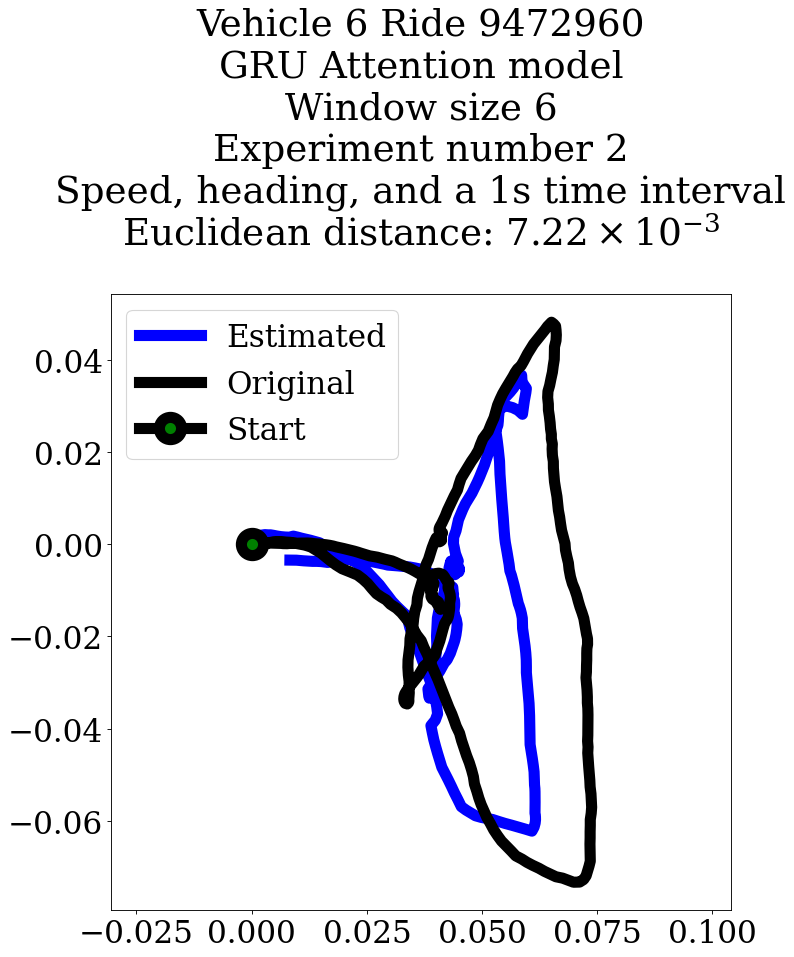 Vehicle 6 Ride 9472960
GRU Attention model
Window size 6
Experiment number 2
Speed, heading, and a 1s time interval
Euclidean distance: 7.22 × 10⁻³
Estimated
Original
Start
0.04
0.02
0.00
−0.02
−0.04
−0.06
−0.025 0.000 0.025 0.050 0.075 0.100